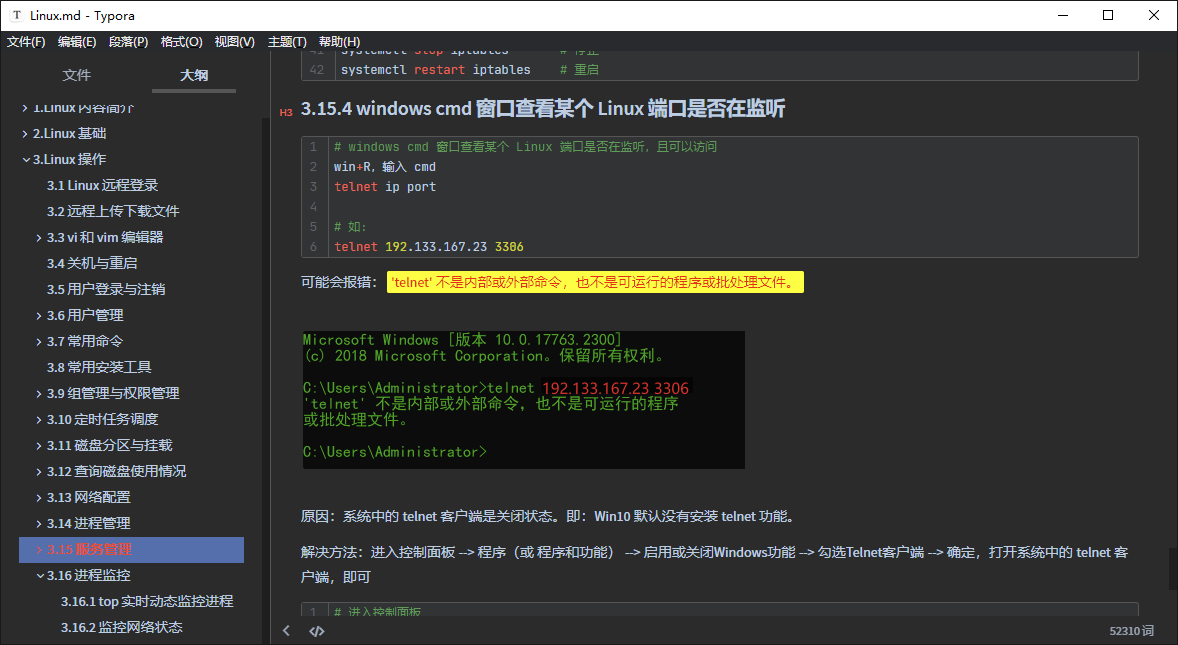 Linux.md - Typora
文件(F) 编辑(E) 段落(P) 格式(O) 视图(V) 主题(T) 帮助(H)
文件 大纲
1.Linux 内容简介
2.Linux 基础
3.Linux 操作
3.1 Linux 远程登录
3.2 远程上传下载文件
3.3 vi 和 vim 编辑器
3.4 关机与重启
3.5 用户登录与注销
3.6 用户管理
3.7 常用命令
3.8 常用安装工具
3.9 组管理与权限管理
3.10 定时任务调度
3.11 磁盘分区与挂载
3.12 查询磁盘使用情况
3.13 网络配置
3.14 进程管理
3.15 服务管理
3.16 进程监控
3.16.1 top 实时动态监控进程
3.16.2 监控网络状态
41 systemctl stop iptables # 停止
42 systemctl restart iptables # 重启
H3 3.15.4 windows cmd 窗口查看某个 Linux 端口是否在监听
1 # windows cmd 窗口查看某个 Linux 端口是否在监听，且可以访问
2 win+R，输入 cmd
3 telnet ip port
4
5 # 如：
6 telnet 192.133.167.23 3306
可能会报错： 'telnet' 不是内部或外部命令，也不是可运行的程序或批处理文件。
Microsoft Windows [版本 10.0.17763.2300]
(c) 2018 Microsoft Corporation。保留所有权利。
C:\Users\Administrator>telnet 192.133.167.23 3306
'telnet' 不是内部或外部命令，也不是可运行的程序
或批处理文件。
C:\Users\Administrator>
原因：系统中的 telnet 客户端是关闭状态。即：Win10 默认没有安装 telnet 功能。
解决方法：进入控制面板 --> 程序（或 程序和功能） --> 启用或关闭Windows功能 --> 勾选Telnet客户端 --> 确定，打开系统中的 telnet 客
户端，即可
1 # 进入控制面板
52310 词